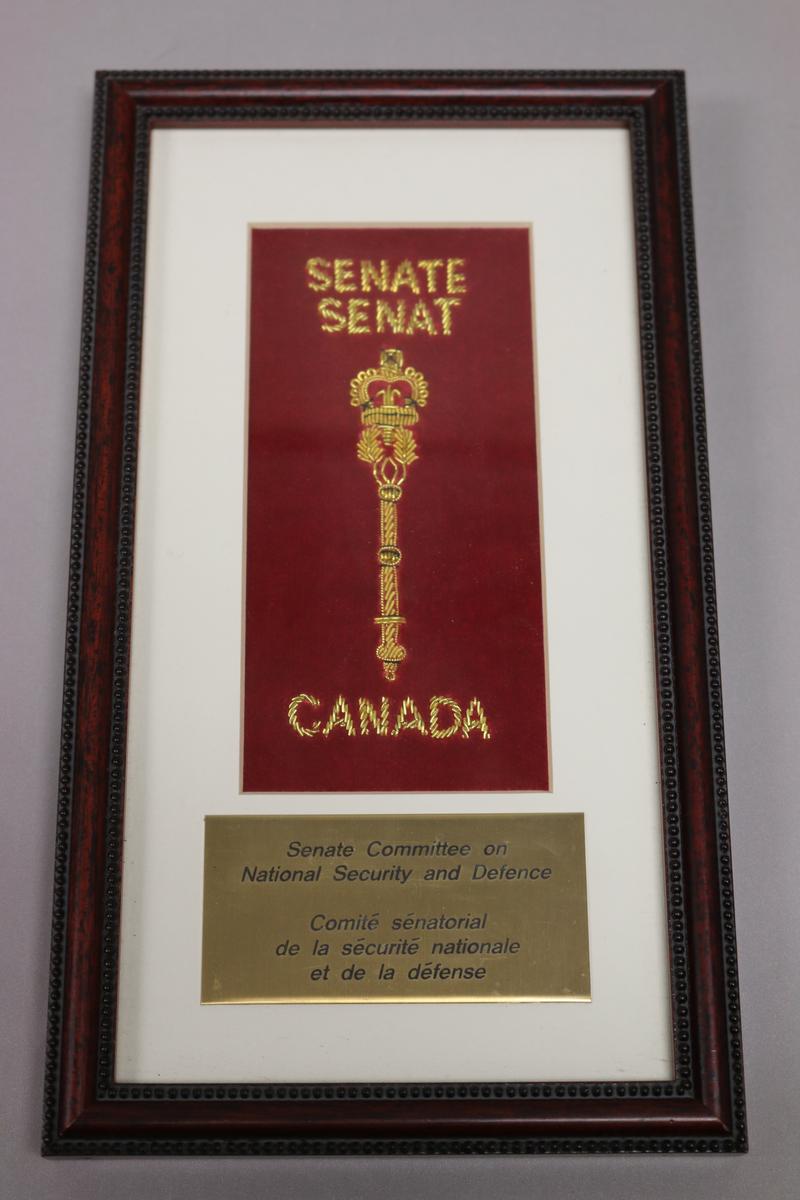 SENATE
SENAT
CANADA
Senate Committee on
National Security and Defence
Comité sénatorial
de la sécurité nationale
et de la défense